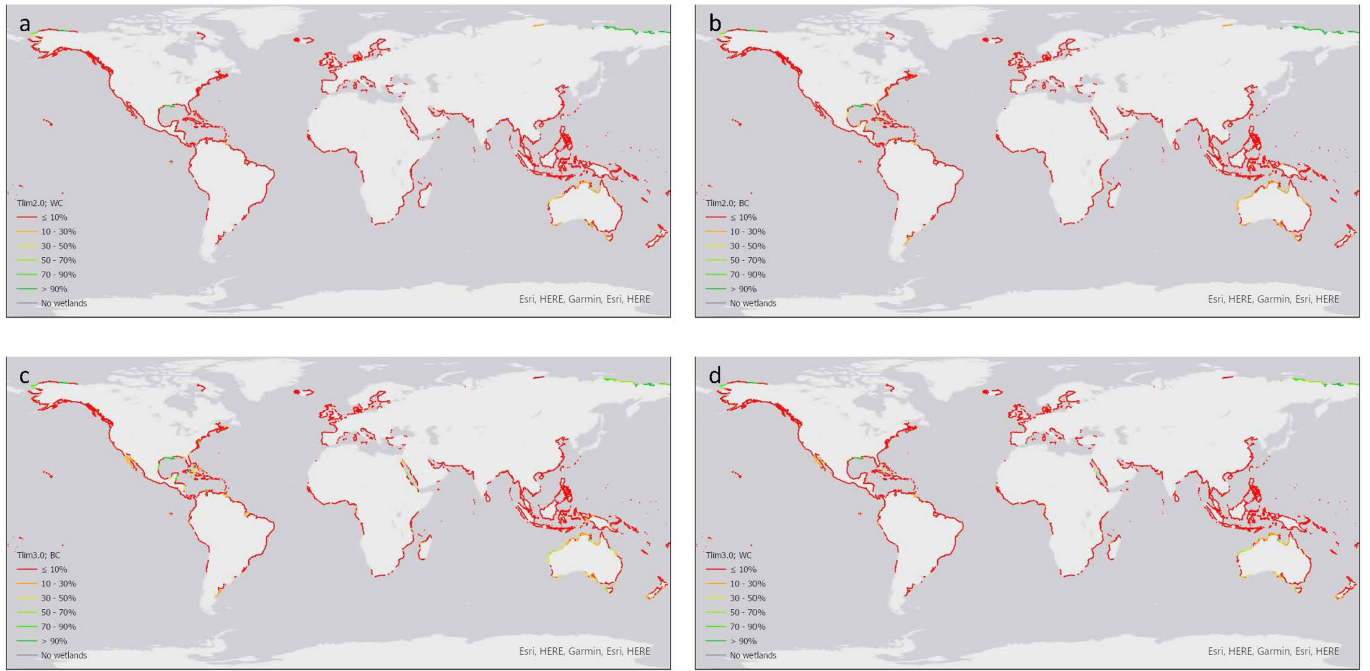 a
Tlim2.0; WC
≤ 10%
10 - 30%
30 - 50%
50 - 70%
70 - 90%
> 90%
No wetlands
Esri, HERE, Garmin, Esri, HERE
b
Tlim2.0; BC
≤ 10%
10 - 30%
30 - 50%
50 - 70%
70 - 90%
> 90%
No wetlands
Esri, HERE, Garmin, Esri, HERE
c
Tlim3.0; BC
≤ 10%
10 - 30%
30 - 50%
50 - 70%
70 - 90%
> 90%
No wetlands
Esri, HERE, Garmin, Esri, HERE
d
Tlim3.0; WC
≤ 10%
10 - 30%
30 - 50%
50 - 70%
70 - 90%
> 90%
No wetlands
Esri, HERE, Garmin, Esri, HERE